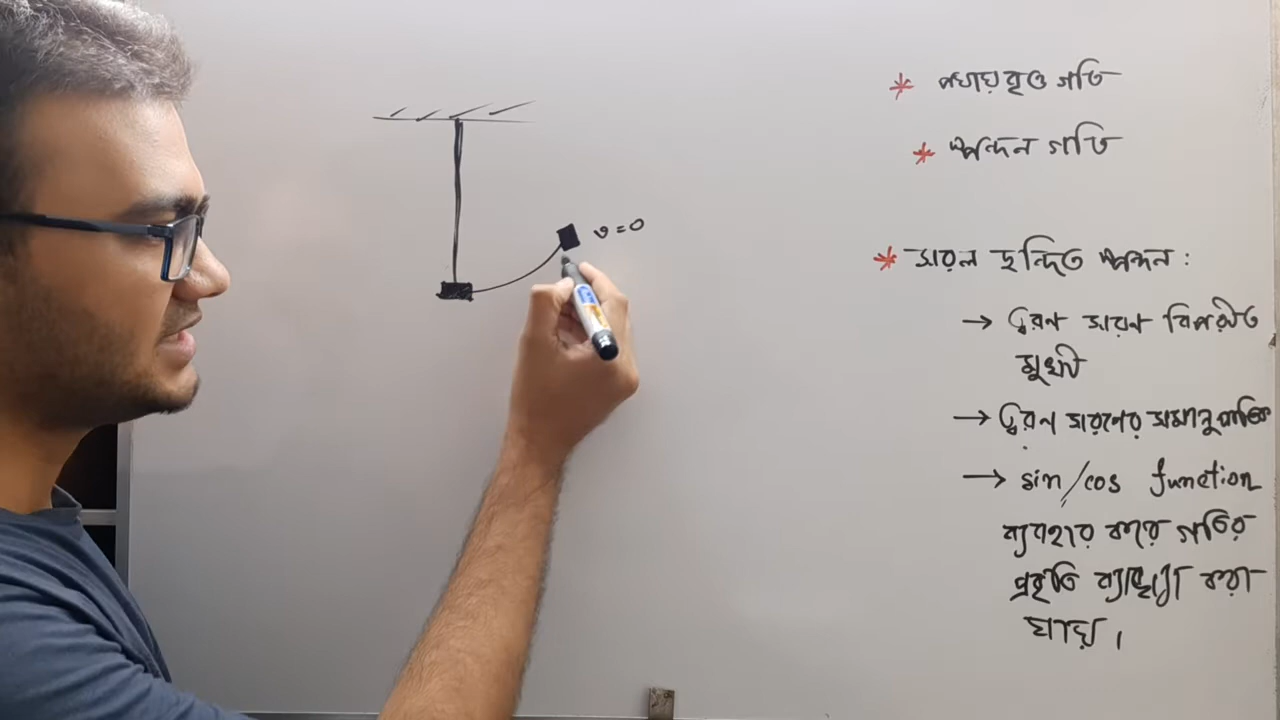 v = 0
* পর্যায়বৃত্ত গতি
* স্পন্দন গতি
* সরল ছন্দিত স্পন্দন :
→ ত্বরণ সরণ বিপরীত
মুখী
→ ত্বরণ সরণের সমানুপাতিক
→ sin/cos function
ব্যবহার করে গতির
প্রকৃতি ব্যাখ্যা করা
যায়।